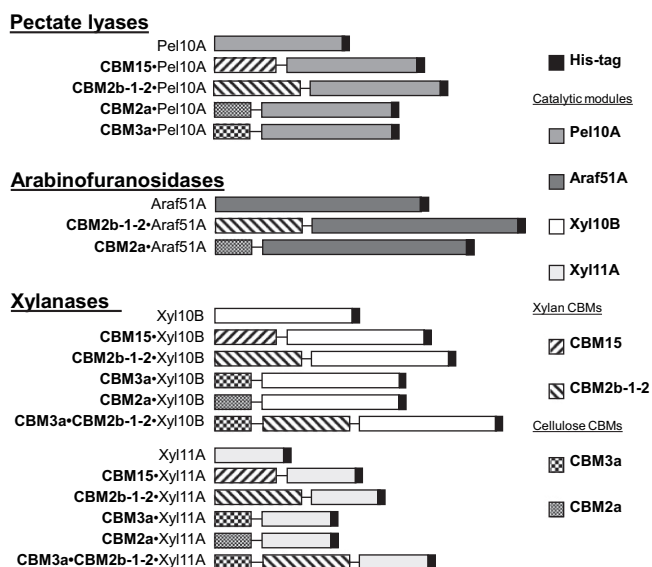 Pectate lyases
Pel10A
CBM15•Pel10A
CBM2b-1-2•Pel10A
CBM2a•Pel10A
CBM3a•Pel10A
Arabinofuranosidases
Araf51A
CBM2b-1-2•Araf51A
CBM2a•Araf51A
Xylanases
Xyl10B
CBM15•Xyl10B
CBM2b-1-2•Xyl10B
CBM3a•Xyl10B
CBM2a•Xyl10B
CBM3a•CBM2b-1-2•Xyl10B
Xyl11A
CBM15•Xyl11A
CBM2b-1-2•Xyl11A
CBM3a•Xyl11A
CBM2a•Xyl11A
CBM3a•CBM2b-1-2•Xyl11A
His-tag
Catalytic modules
Pel10A
Araf51A
Xyl10B
Xyl11A
Xylan CBMs
CBM15
CBM2b-1-2
Cellulose CBMs
CBM3a
CBM2a